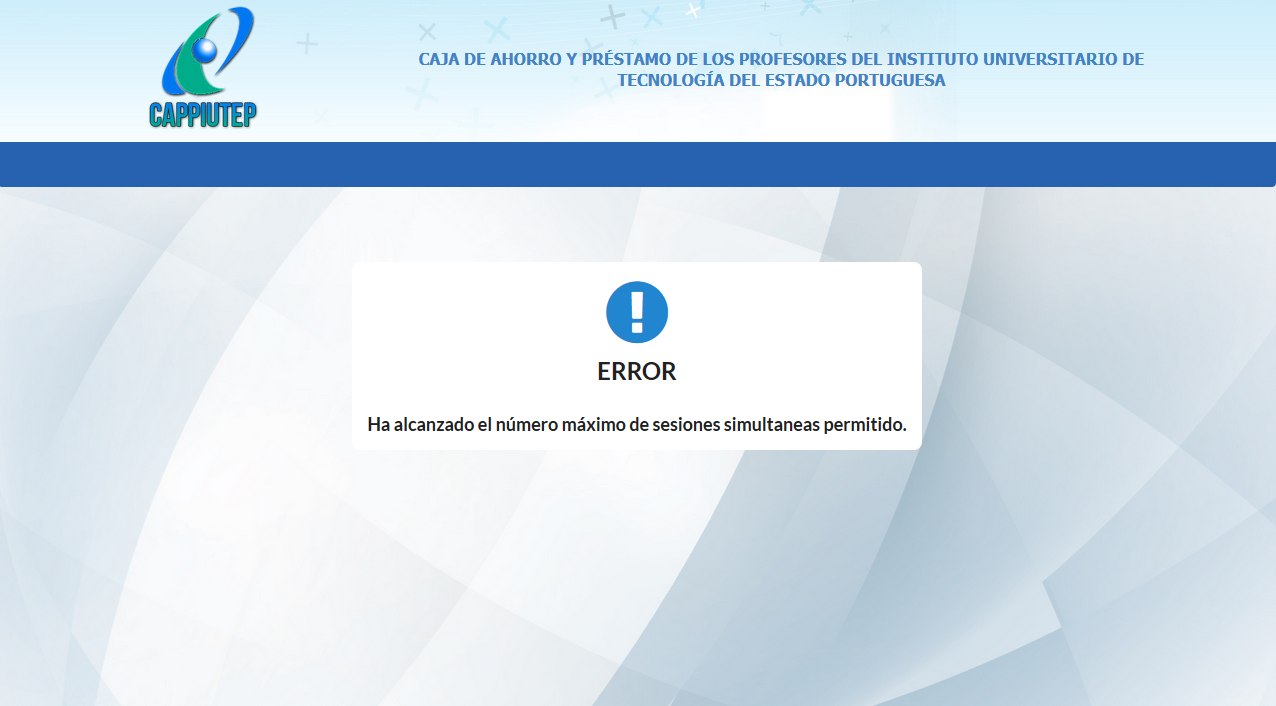 CAPPIUTEP
CAJA DE AHORRO Y PRÉSTAMO DE LOS PROFESORES DEL INSTITUTO UNIVERSITARIO DE
TECNOLOGÍA DEL ESTADO PORTUGUESA
ERROR
Ha alcanzado el número máximo de sesiones simultaneas permitido.